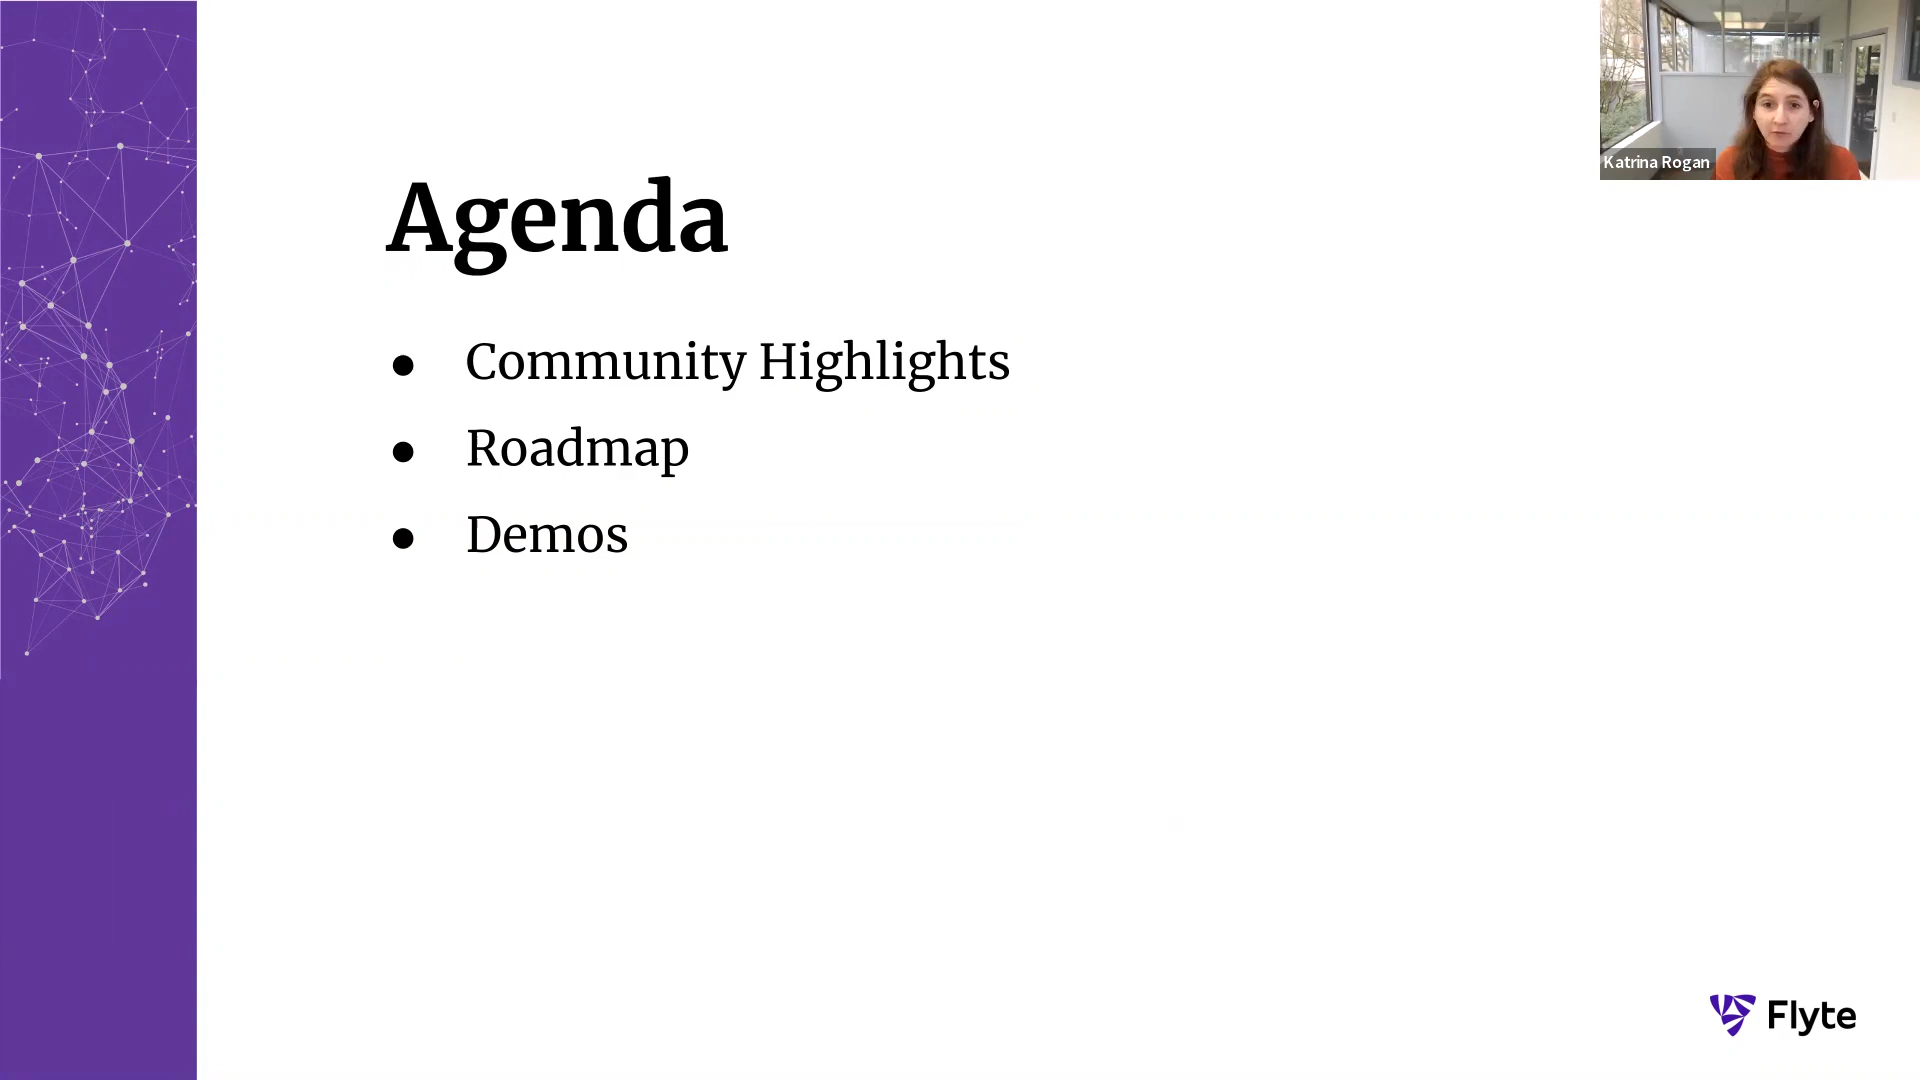 Katrina Rogan
Agenda
● Community Highlights
● Roadmap
● Demos
Flyte